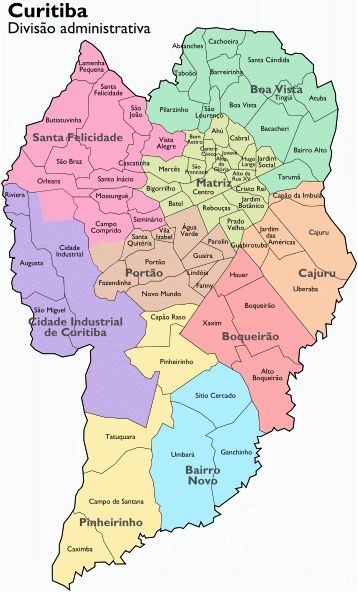 Curitiba
Divisão administrativa
Cachoeira
Abranches
Santa Cândida
Lamenha
Pequena
Taboão
Barreirinha
Santa
Felicidade
Boa Vista
Tingui
Atuba
Boa Vista
São
João
Pilarzinho
São
Lourenço
Butiatuvinha
Santa Felicidade
Bacacheri
Ahú
Cabral
Vista
Alegre
Bom
Retiro
Bairro Alto
São Braz
Cascatinha
Centro
Cívico
Juvevê
Alto da
Glória
Hugo
Lange
Jardim
Social
Mercês
São
Francisco
Tarumã
Orleans
Santo Inácio
Matriz
Alto da
Rua XV
Bigorrilho
Centro
Cristo Rei
Capão da Imbuia
Riviera
Mossunguê
Batel
Jardim
Botânico
Rebouças
Campo
Comprido
Seminário
Prado
Velho
Jardim
das
Américas
Cajuru
Água
Verde
Vila
Izabel
Santa
Quitéria
Parolin
Guabirotuba
Cidade
Industrial
Augusta
Guaíra
Portão
Portão
Lindóia
Hauer
Cajuru
Fazendinha
Fanny
Uberaba
Novo Mundo
Boqueirão
São Miguel
Capão Raso
Xaxim
Cidade Industrial
de Curitiba
Boqueirão
Pinheirinho
Alto
Boqueirão
Sitio Cercado
Tatuquara
Umbará
Ganchinho
Bairro
Novo
Campo de Santana
Pinheirinho
Caximba